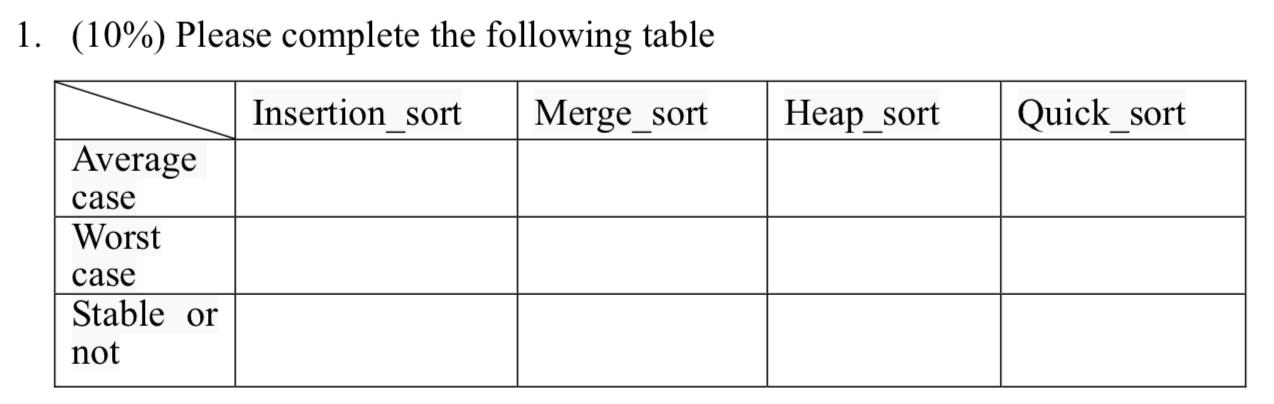 1. (10%) Please complete the following table
Insertion_sort Merge_sort Heap_sort Quick_sort
Average
case
Worst
case
Stable or
not